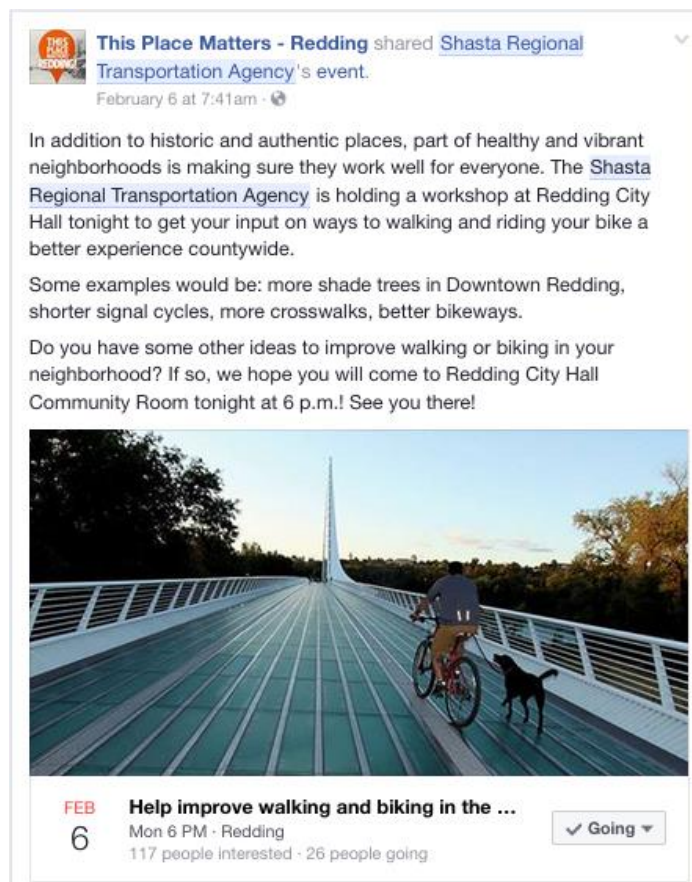 THIS
PLACE
MATTERS
REDDING!
This Place Matters - Redding shared Shasta Regional
Transportation Agency's event.
February 6 at 7:41am ·
In addition to historic and authentic places, part of healthy and vibrant
neighborhoods is making sure they work well for everyone. The Shasta
Regional Transportation Agency is holding a workshop at Redding City
Hall tonight to get your input on ways to walking and riding your bike a
better experience countywide.
Some examples would be: more shade trees in Downtown Redding,
shorter signal cycles, more crosswalks, better bikeways.
Do you have some other ideas to improve walking or biking in your
neighborhood? If so, we hope you will come to Redding City Hall
Community Room tonight at 6 p.m.! See you there!
FEB
6
Help improve walking and biking in the ...
Mon 6 PM · Redding
117 people interested · 26 people going
Going